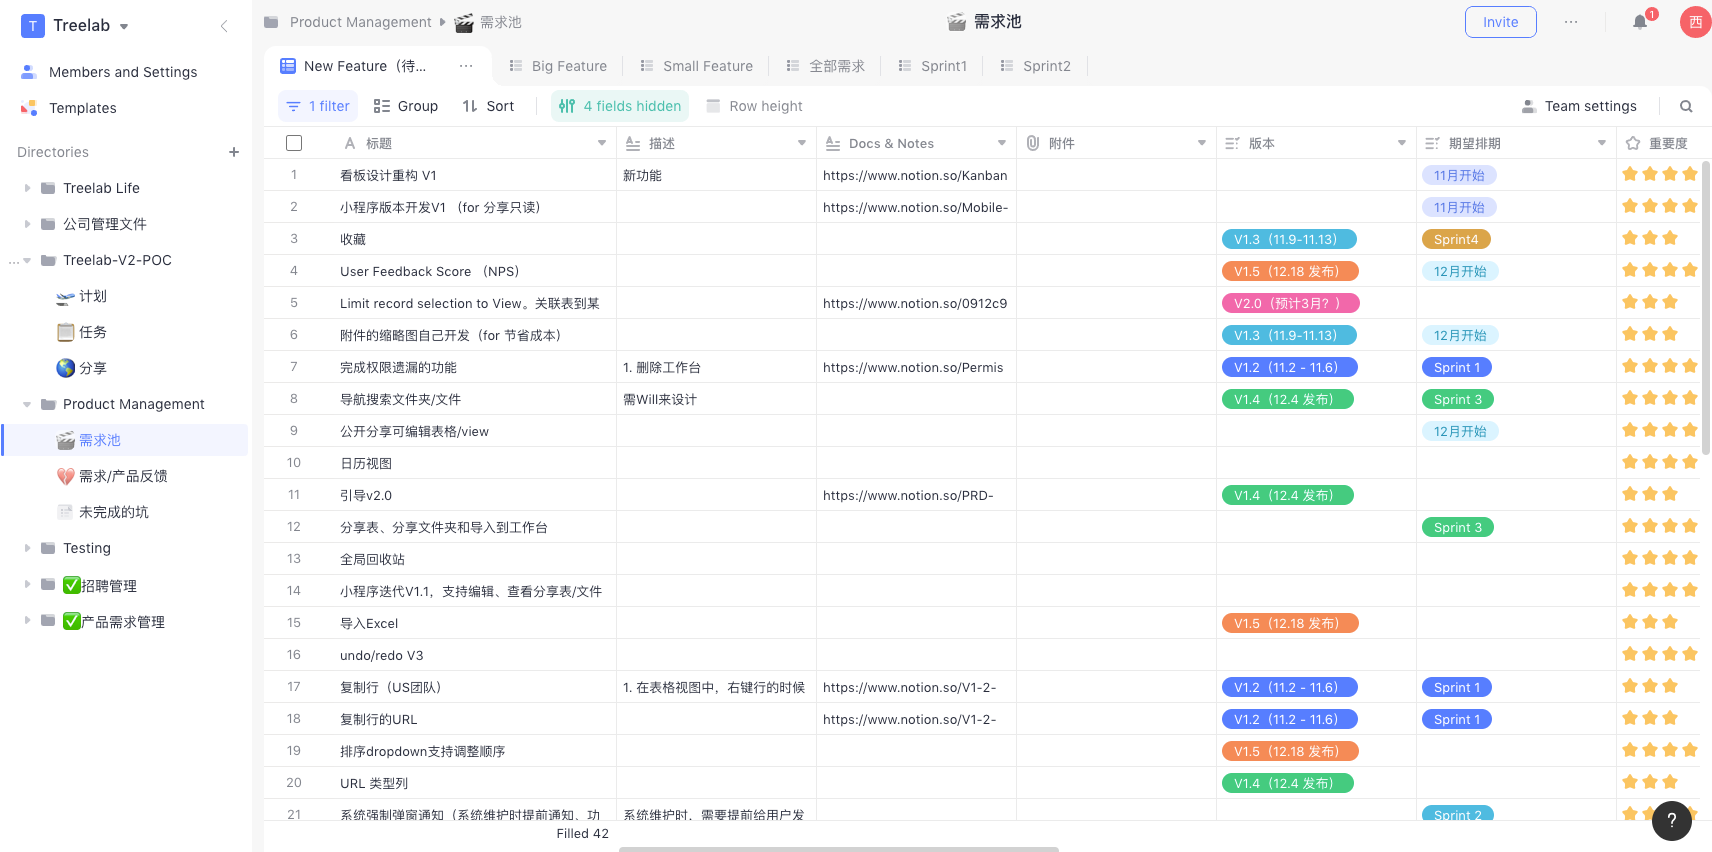 T Treelab
Product Management 需求池
需求池
Invite
1
西
Members and Settings
Templates
Directories
Treelab Life
公司管理文件
Treelab-V2-POC
计划
任务
分享
Product Management
需求池
需求/产品反馈
未完成的坑
Testing
招聘管理
产品需求管理
New Feature（待... Big Feature Small Feature 全部需求 Sprint1 Sprint2
1 filter Group Sort 4 fields hidden Row height Team settings
标题 描述 Docs & Notes 附件 版本 期望排期 重要度
1 看板设计重构 V1 新功能 https://www.notion.so/Kanban 11月开始
2 小程序版本开发V1 （for 分享只读） https://www.notion.so/Mobile- 11月开始
3 收藏 V1.3（11.9-11.13） Sprint4
4 User Feedback Score （NPS） V1.5（12.18 发布） 12月开始
5 Limit record selection to View。关联表到某 https://www.notion.so/0912c9 V2.0（预计3月？）
6 附件的缩略图自己开发（for 节省成本） V1.3（11.9-11.13） 12月开始
7 完成权限遗漏的功能 1. 删除工作台 https://www.notion.so/Permis V1.2（11.2 - 11.6） Sprint 1
8 导航搜索文件夹/文件 需Will来设计 V1.4（12.4 发布） Sprint 3
9 公开分享可编辑表格/view 12月开始
10 日历视图
11 引导v2.0 https://www.notion.so/PRD- V1.4（12.4 发布）
12 分享表、分享文件夹和导入到工作台 Sprint 3
13 全局回收站
14 小程序迭代V1.1，支持编辑、查看分享表/文件
15 导入Excel V1.5（12.18 发布）
16 undo/redo V3
17 复制行（US团队） 1. 在表格视图中，右键行的时候 https://www.notion.so/V1-2- V1.2（11.2 - 11.6） Sprint 1
18 复制行的URL https://www.notion.so/V1-2- V1.2（11.2 - 11.6） Sprint 1
19 排序dropdown支持调整顺序 V1.5（12.18 发布）
20 URL 类型列 V1.4（12.4 发布）
21 系统强制弹窗通知（系统维护时提前通知、功 系统维护时，需要提前给用户发 Sprint 2
Filled 42
?